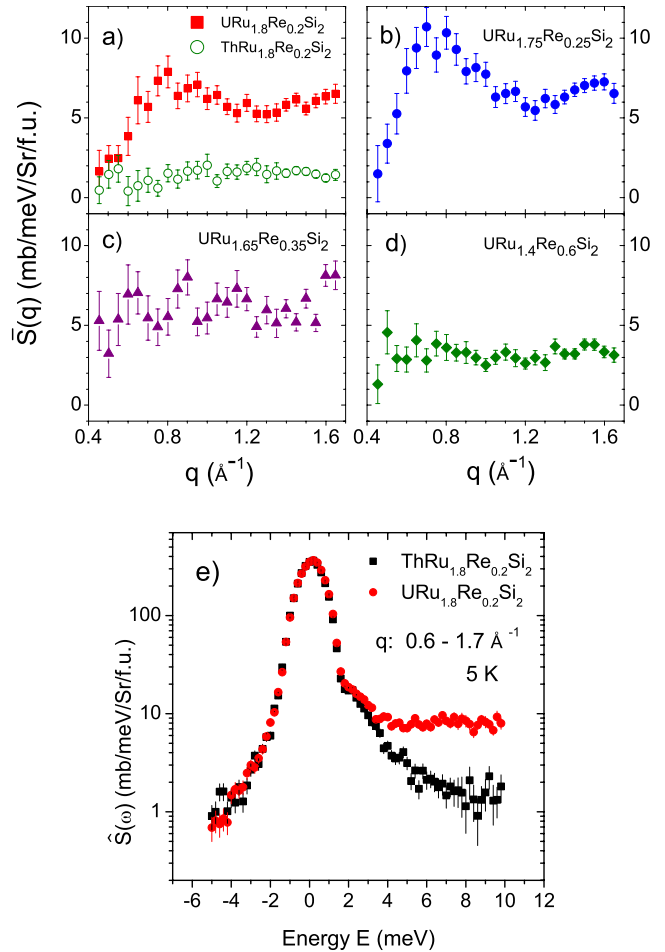 a)
URu1.8Re0.2Si2
ThRu1.8Re0.2Si2
b)
URu1.75Re0.25Si2
10
5
0
10
5
0
c)
URu1.65Re0.35Si2
d)
URu1.4Re0.6Si2
10
5
0
10
5
0
S̄(q) (mb/meV/Sr/f.u.)
0.4 0.8 1.2 1.6
0.4 0.8 1.2 1.6
q (Å⁻¹)
q (Å⁻¹)
e)
ThRu1.8Re0.2Si2
URu1.8Re0.2Si2
q: 0.6 - 1.7 Å⁻¹
5 K
100
10
1
Ŝ(ω) (mb/meV/Sr/f.u.)
-6 -4 -2 0 2 4 6 8 10 12
Energy E (meV)